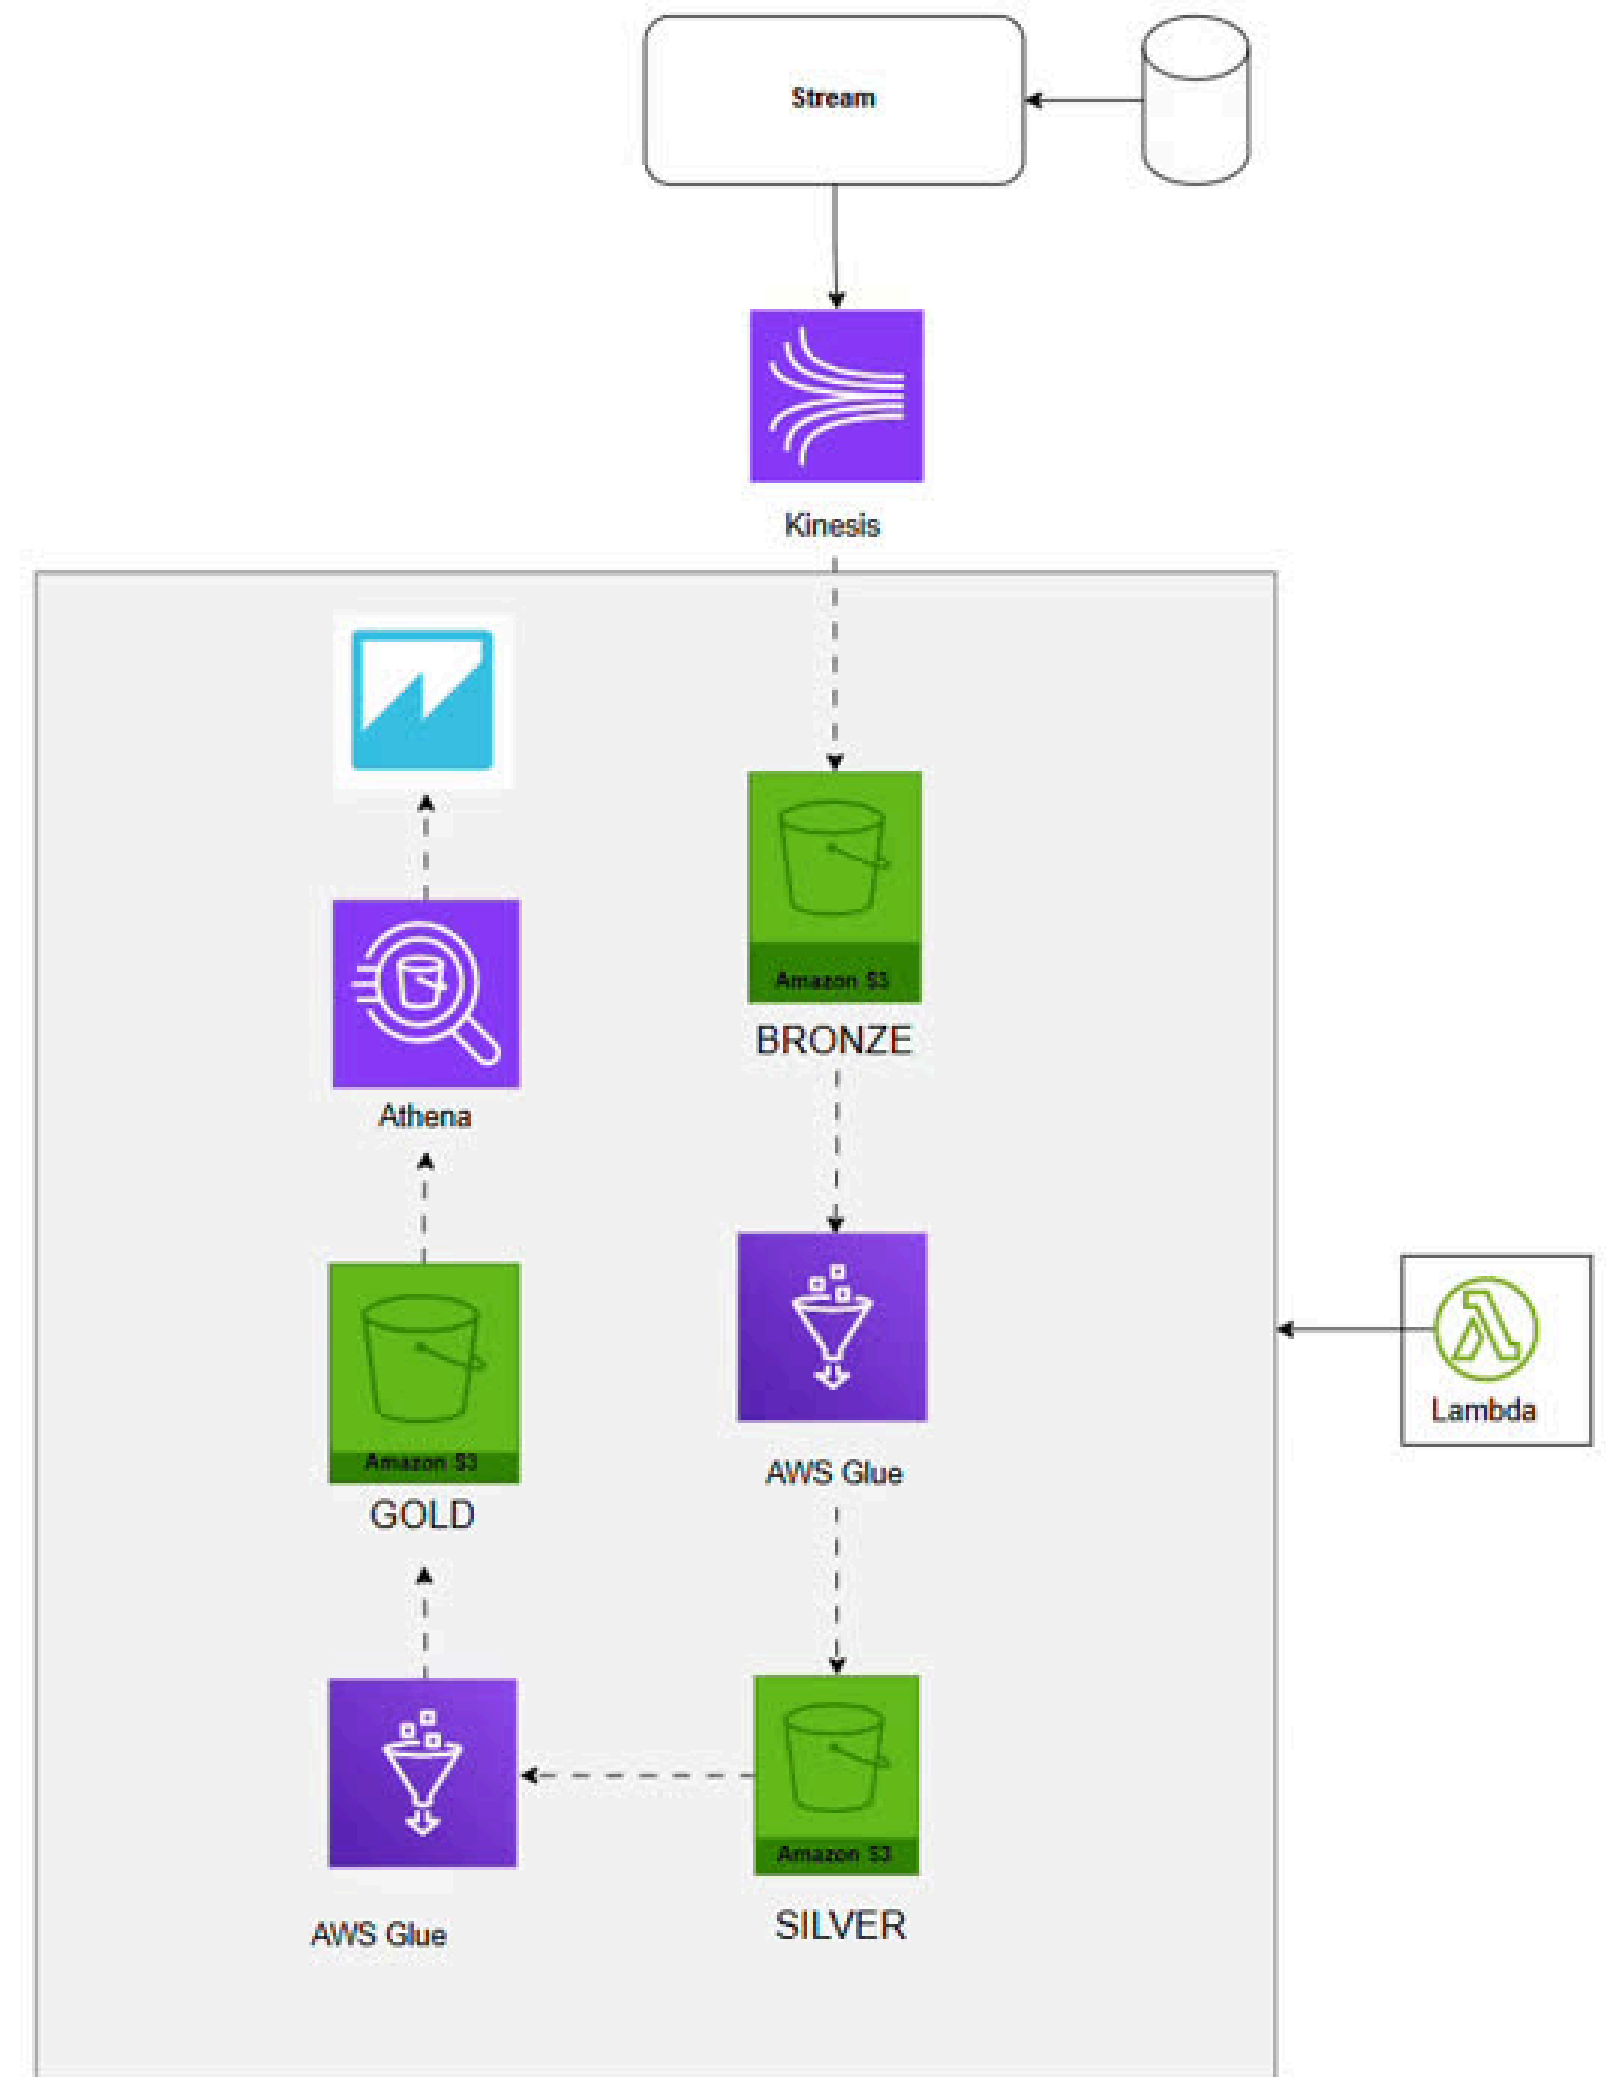 Stream
Kinesis
Amazon S3
BRONZE
Athena
AWS Glue
Lambda
Amazon S3
GOLD
Amazon S3
SILVER
AWS Glue